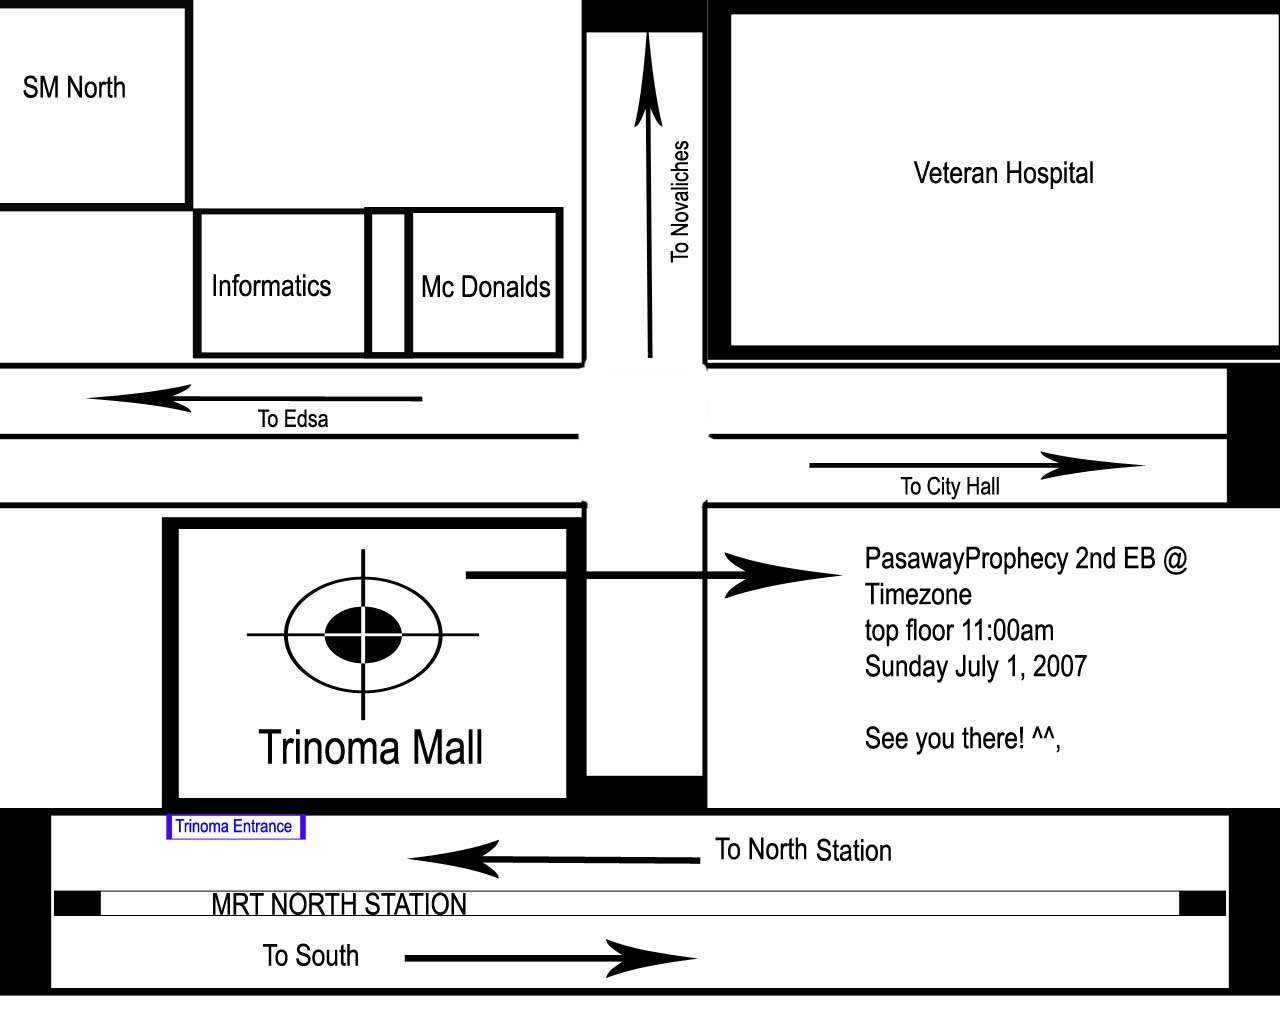 SM North
Veteran Hospital
To Novaliches
Informatics
Mc Donalds
To Edsa
To City Hall
PasawayProphecy 2nd EB @
Timezone
top floor 11:00am
Sunday July 1, 2007
See you there! ^^,
Trinoma Mall
Trinoma Entrance
To North Station
MRT NORTH STATION
To South